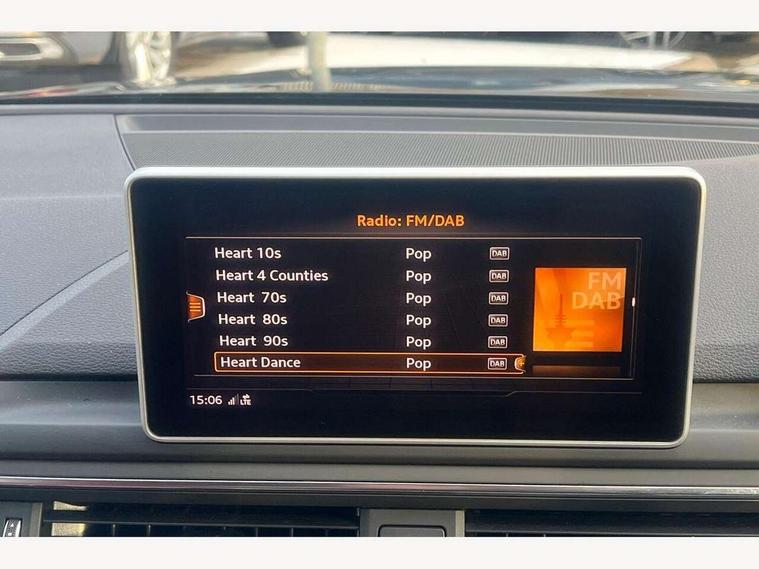 Radio: FM/DAB
Heart 10s Pop DAB
Heart 4 Counties Pop DAB
Heart 70s Pop DAB
Heart 80s Pop DAB
Heart 90s Pop DAB
Heart Dance Pop DAB
FM
DAB
15:06 LTE